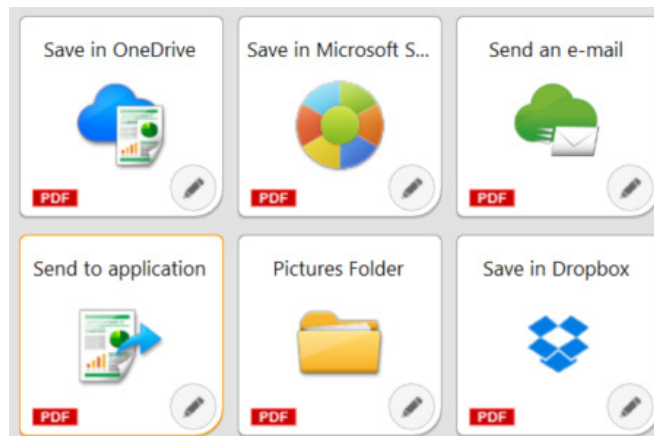 Save in OneDrive
Save in Microsoft S...
Send an e-mail
PDF
PDF
PDF
Send to application
Pictures Folder
Save in Dropbox
PDF
PDF
PDF